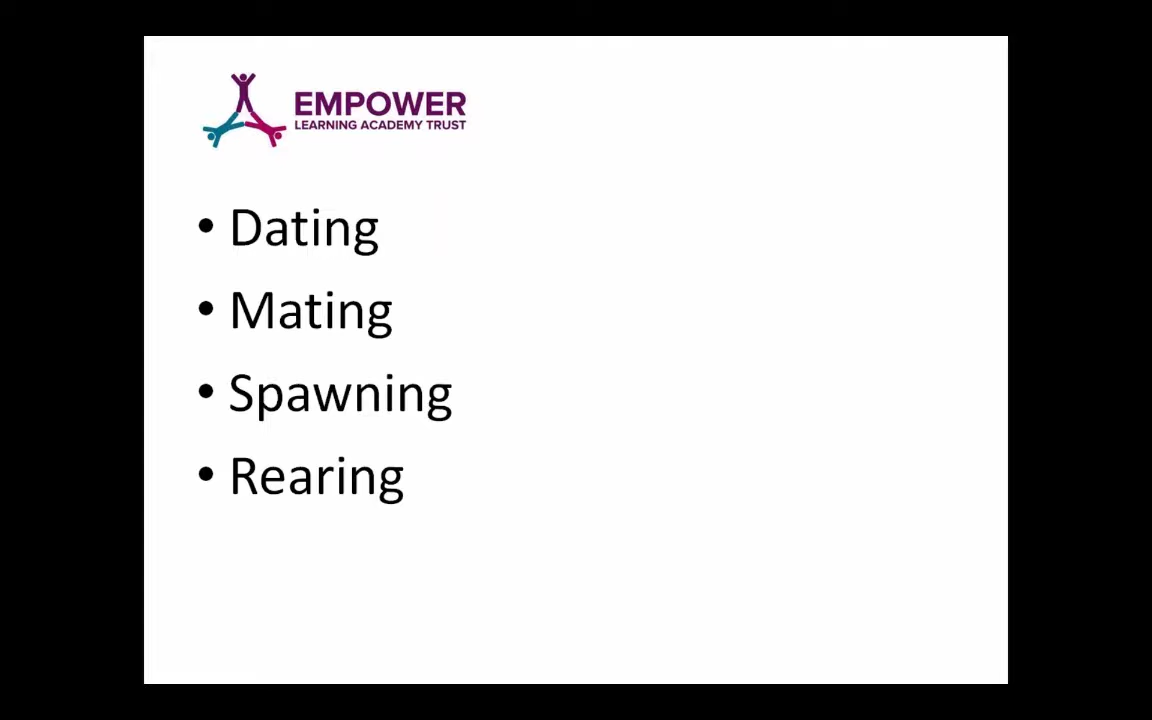 EMPOWER
LEARNING ACADEMY TRUST
• Dating
• Mating
• Spawning
• Rearing